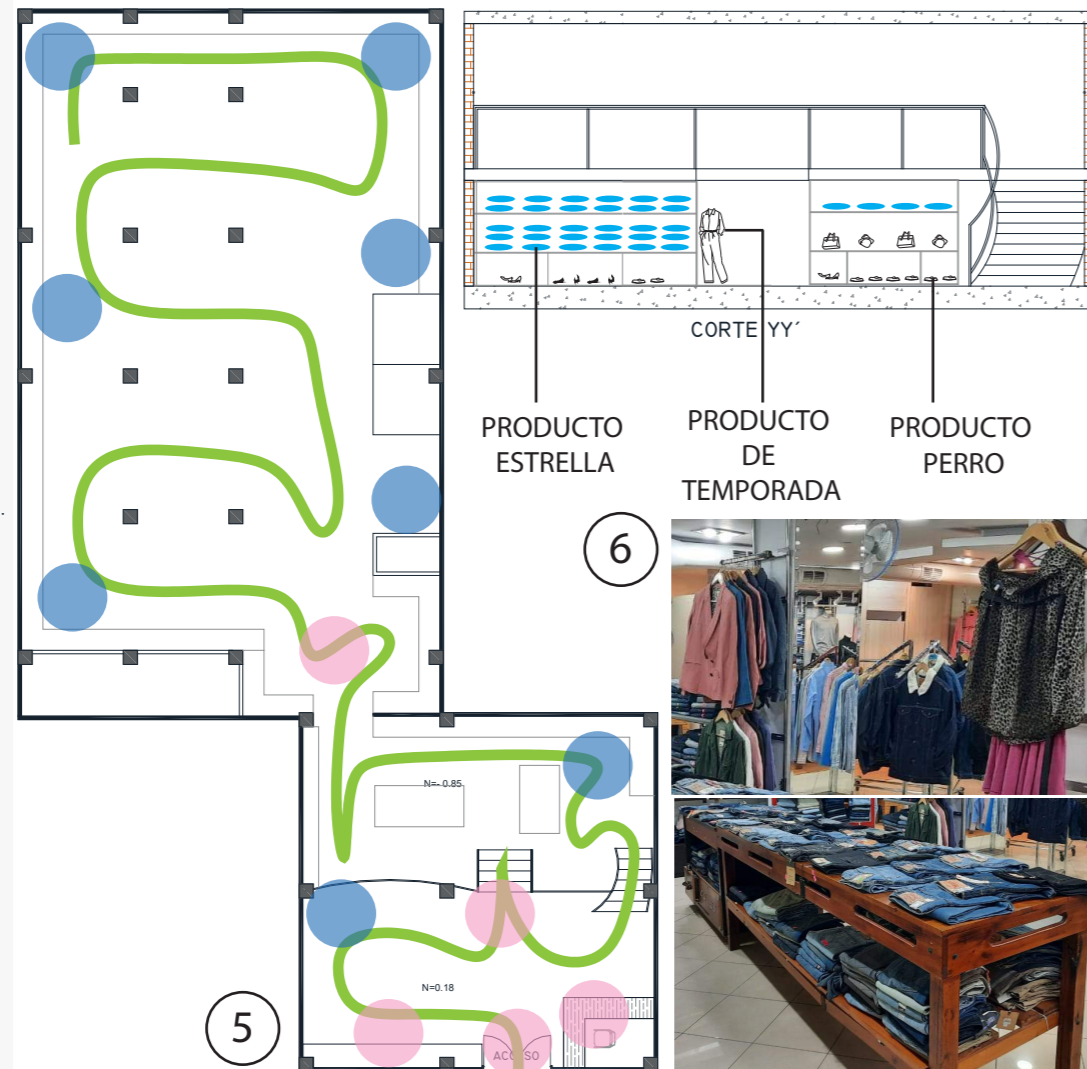 CORTE YY´
PRODUCTO
ESTRELLA
PRODUCTO
DE
TEMPORADA
PRODUCTO
PERRO
6
N=- 0.85
N=0.18
5
ACCESO